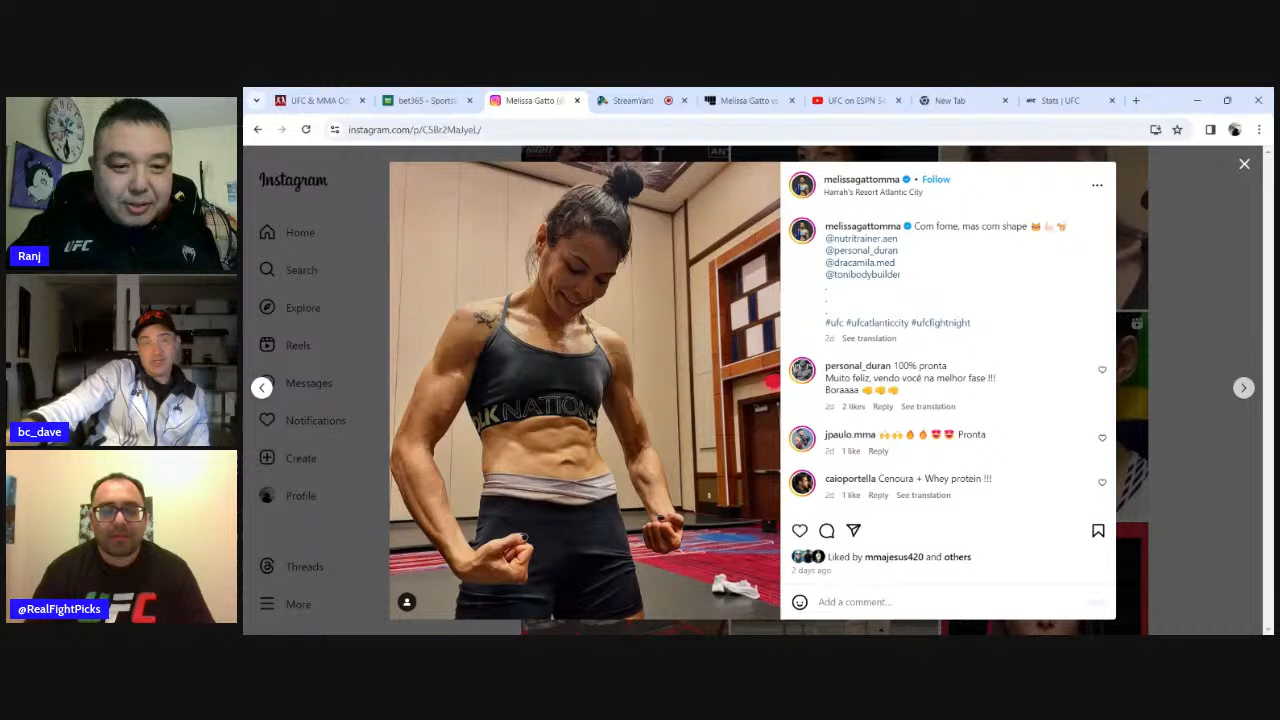 UFC
Ranj
bc_dave
UFC
@RealFightPicks
UFC & MMA Od
bet365 - Sportsb
Melissa Gatto (@
StreamYard
Melissa Gatto vs
UFC on ESPN 54
New Tab
Stats | UFC
instagram.com/p/C5Br2MaJyeL/
Instagram
Home
Search
Explore
Reels
Messages
Notifications
Create
Profile
Threads
More
NATION
melissagattomma • Follow
Harrah's Resort Atlantic City
melissagattomma Com fome, mas com shape
@nutritrainer.aen
@personal_duran
@dracamila.med
@tonibodybuilder
.
.
.
#ufc #ufcatlanticcity #ufcfightnight
2d See translation
personal_duran 100% pronta
Muito feliz, vendo você na melhor fase !!!
Boraaaa
2d 2 likes Reply See translation
jpaulo.mma Pronta
2d 1 like Reply
caioportella Cenoura + Whey protein !!!
2d 1 like Reply See translation
Liked by mmajesus420 and others
2 days ago
Add a comment...